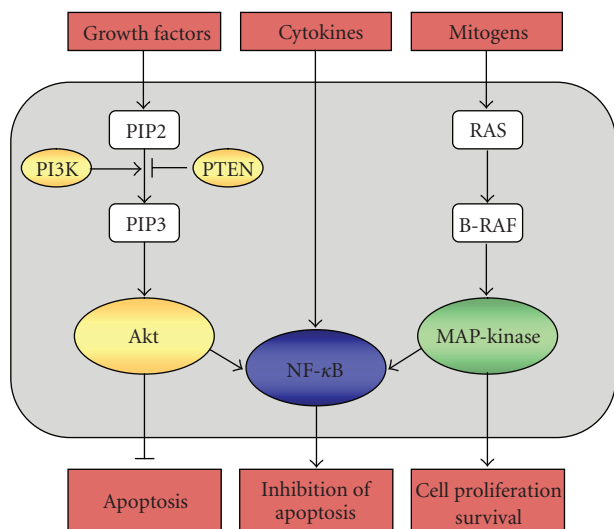 Growth factors
Cytokines
Mitogens
PIP2
RAS
PI3K
PTEN
PIP3
B-RAF
Akt
NF-κB
MAP-kinase
Apoptosis
Inhibition of
apoptosis
Cell proliferation
survival